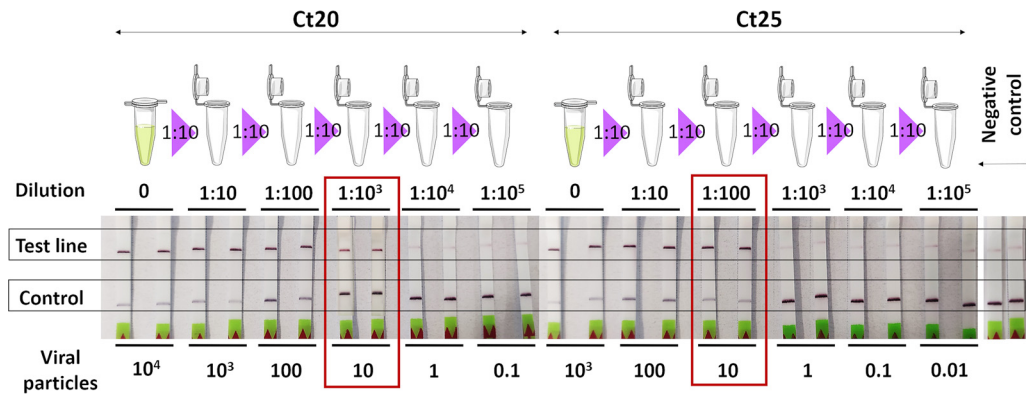 Ct20 Ct25
Negative control
1:10 1:10 1:10 1:10 1:10 1:10 1:10 1:10 1:10 1:10
Dilution 0 1:10 1:100 1:10³ 1:10⁴ 1:10⁵ 0 1:10 1:100 1:10³ 1:10⁴ 1:10⁵
Test line
Control
Viral particles 10⁴ 10³ 100 10 1 0.1 10³ 100 10 1 0.1 0.01